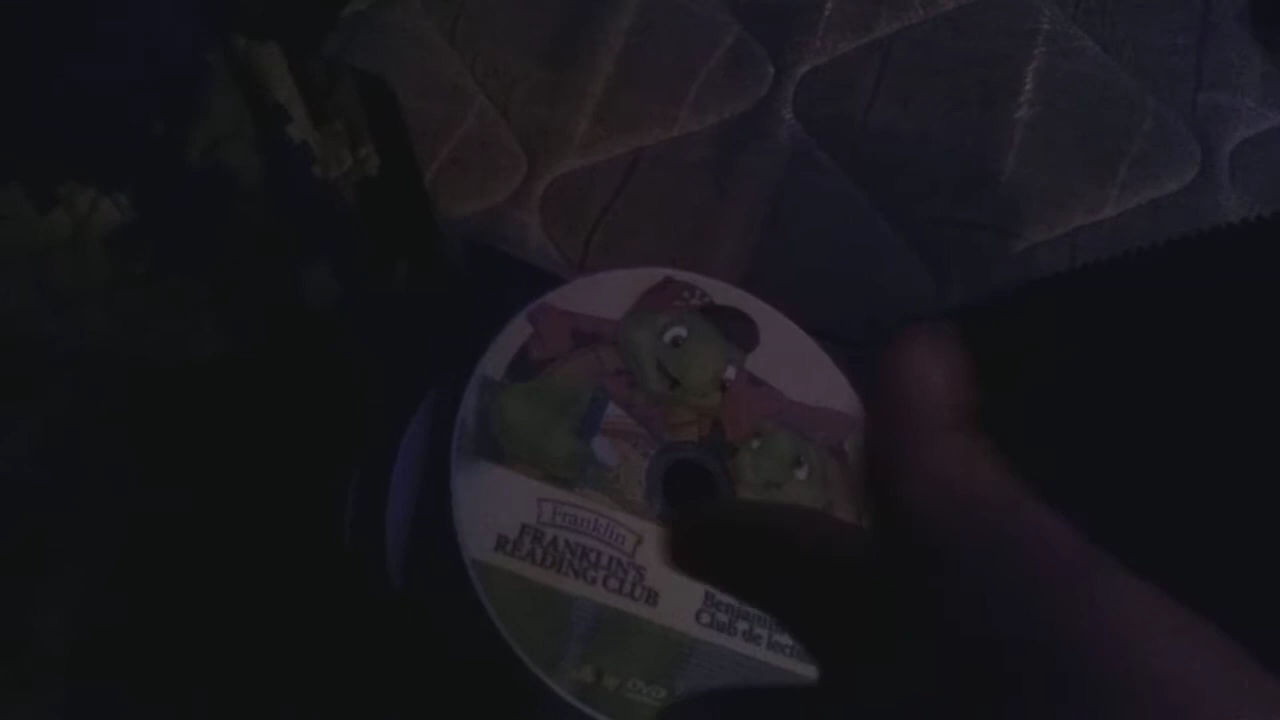 Franklin
FRANKLIN'S
READING CLUB
Benjamin
Club de lect
DVD